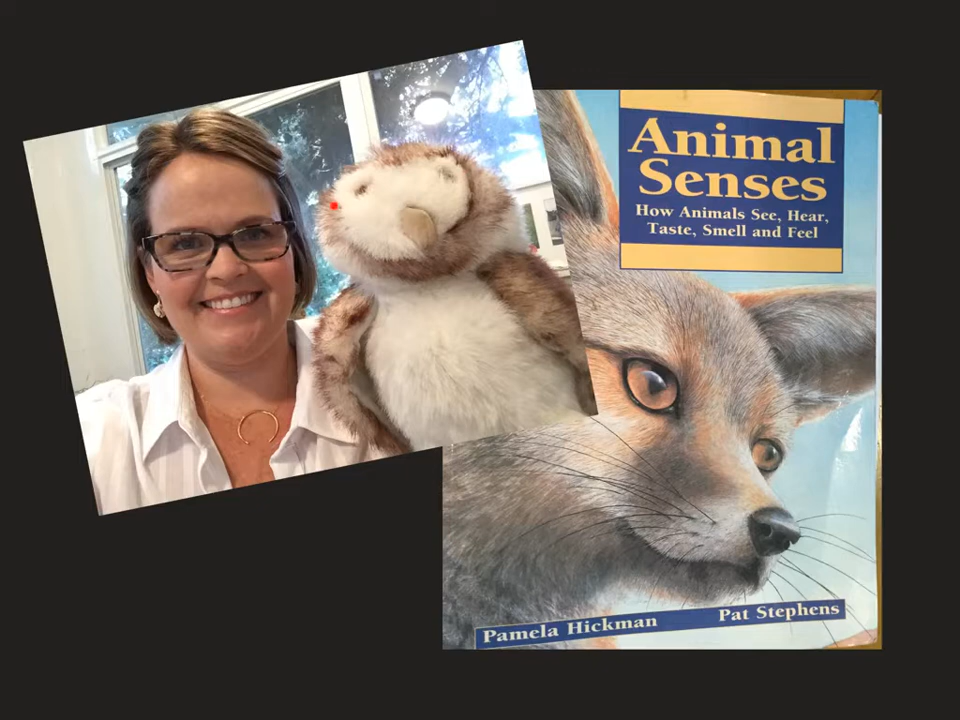 Animal
Senses
How Animals See, Hear,
Taste, Smell and Feel
Pamela Hickman
Pat Stephens